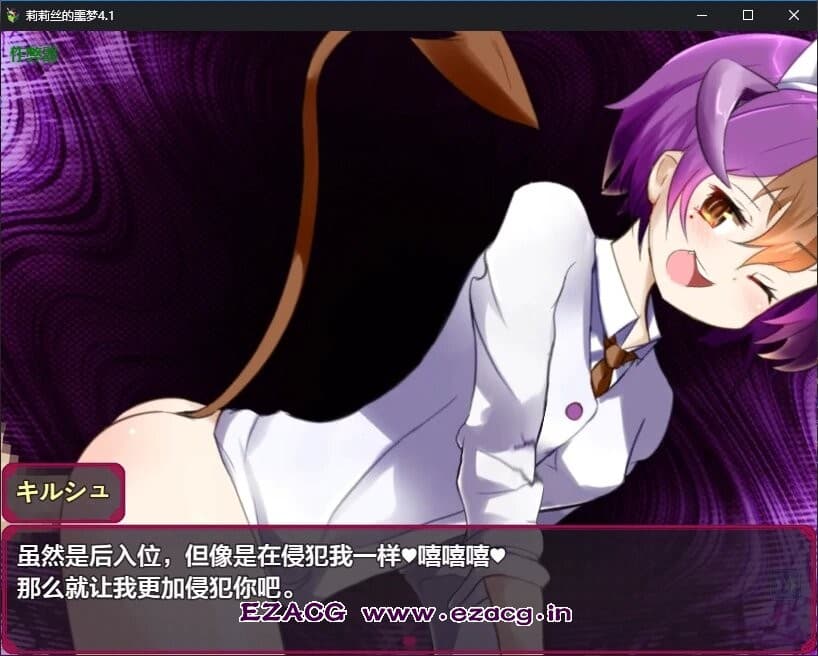 莉莉丝的噩梦4.1
キルシュ
虽然是后入位，但像是在侵犯我一样♥嘻嘻嘻♥
那么就让我更加侵犯你吧。
EZACG www.ezacg.in